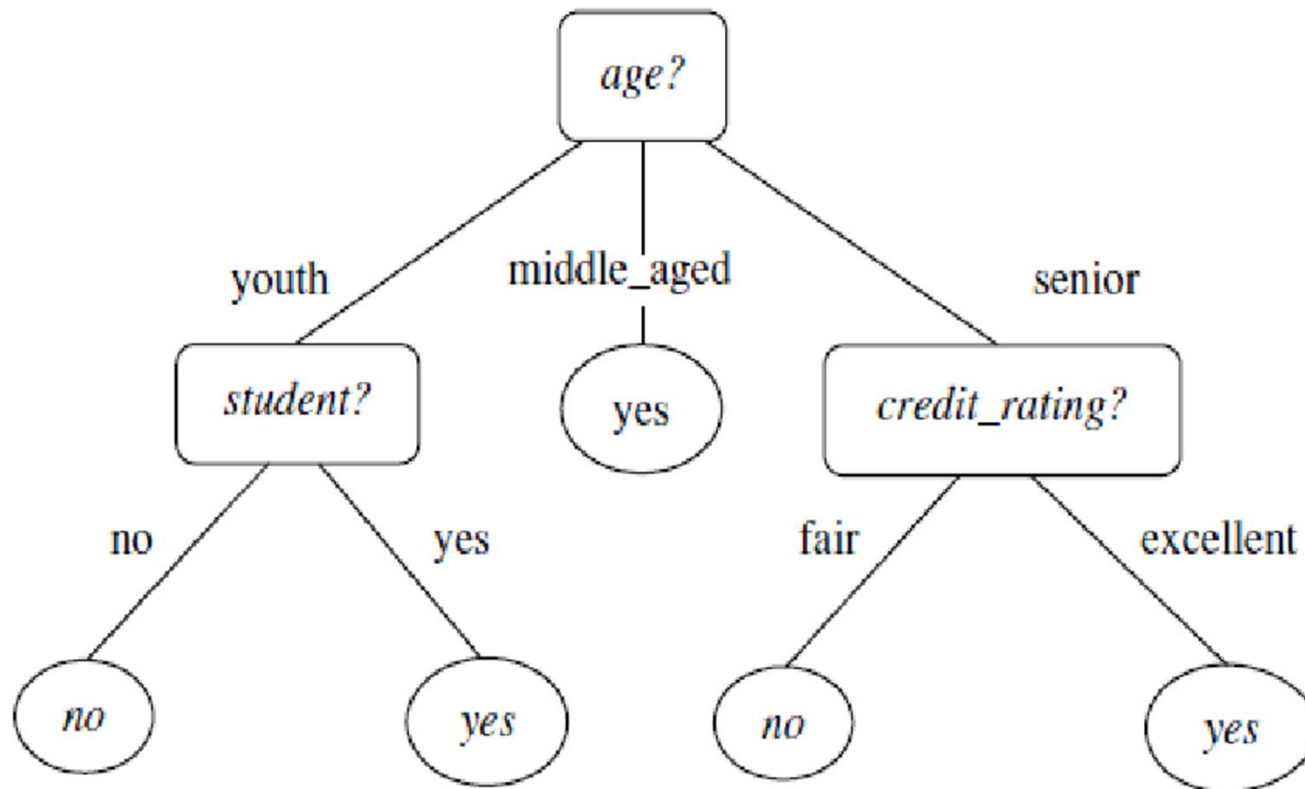 age?
youth
middle_aged
senior
student?
yes
credit_rating?
no
yes
fair
excellent
no
yes
no
yes